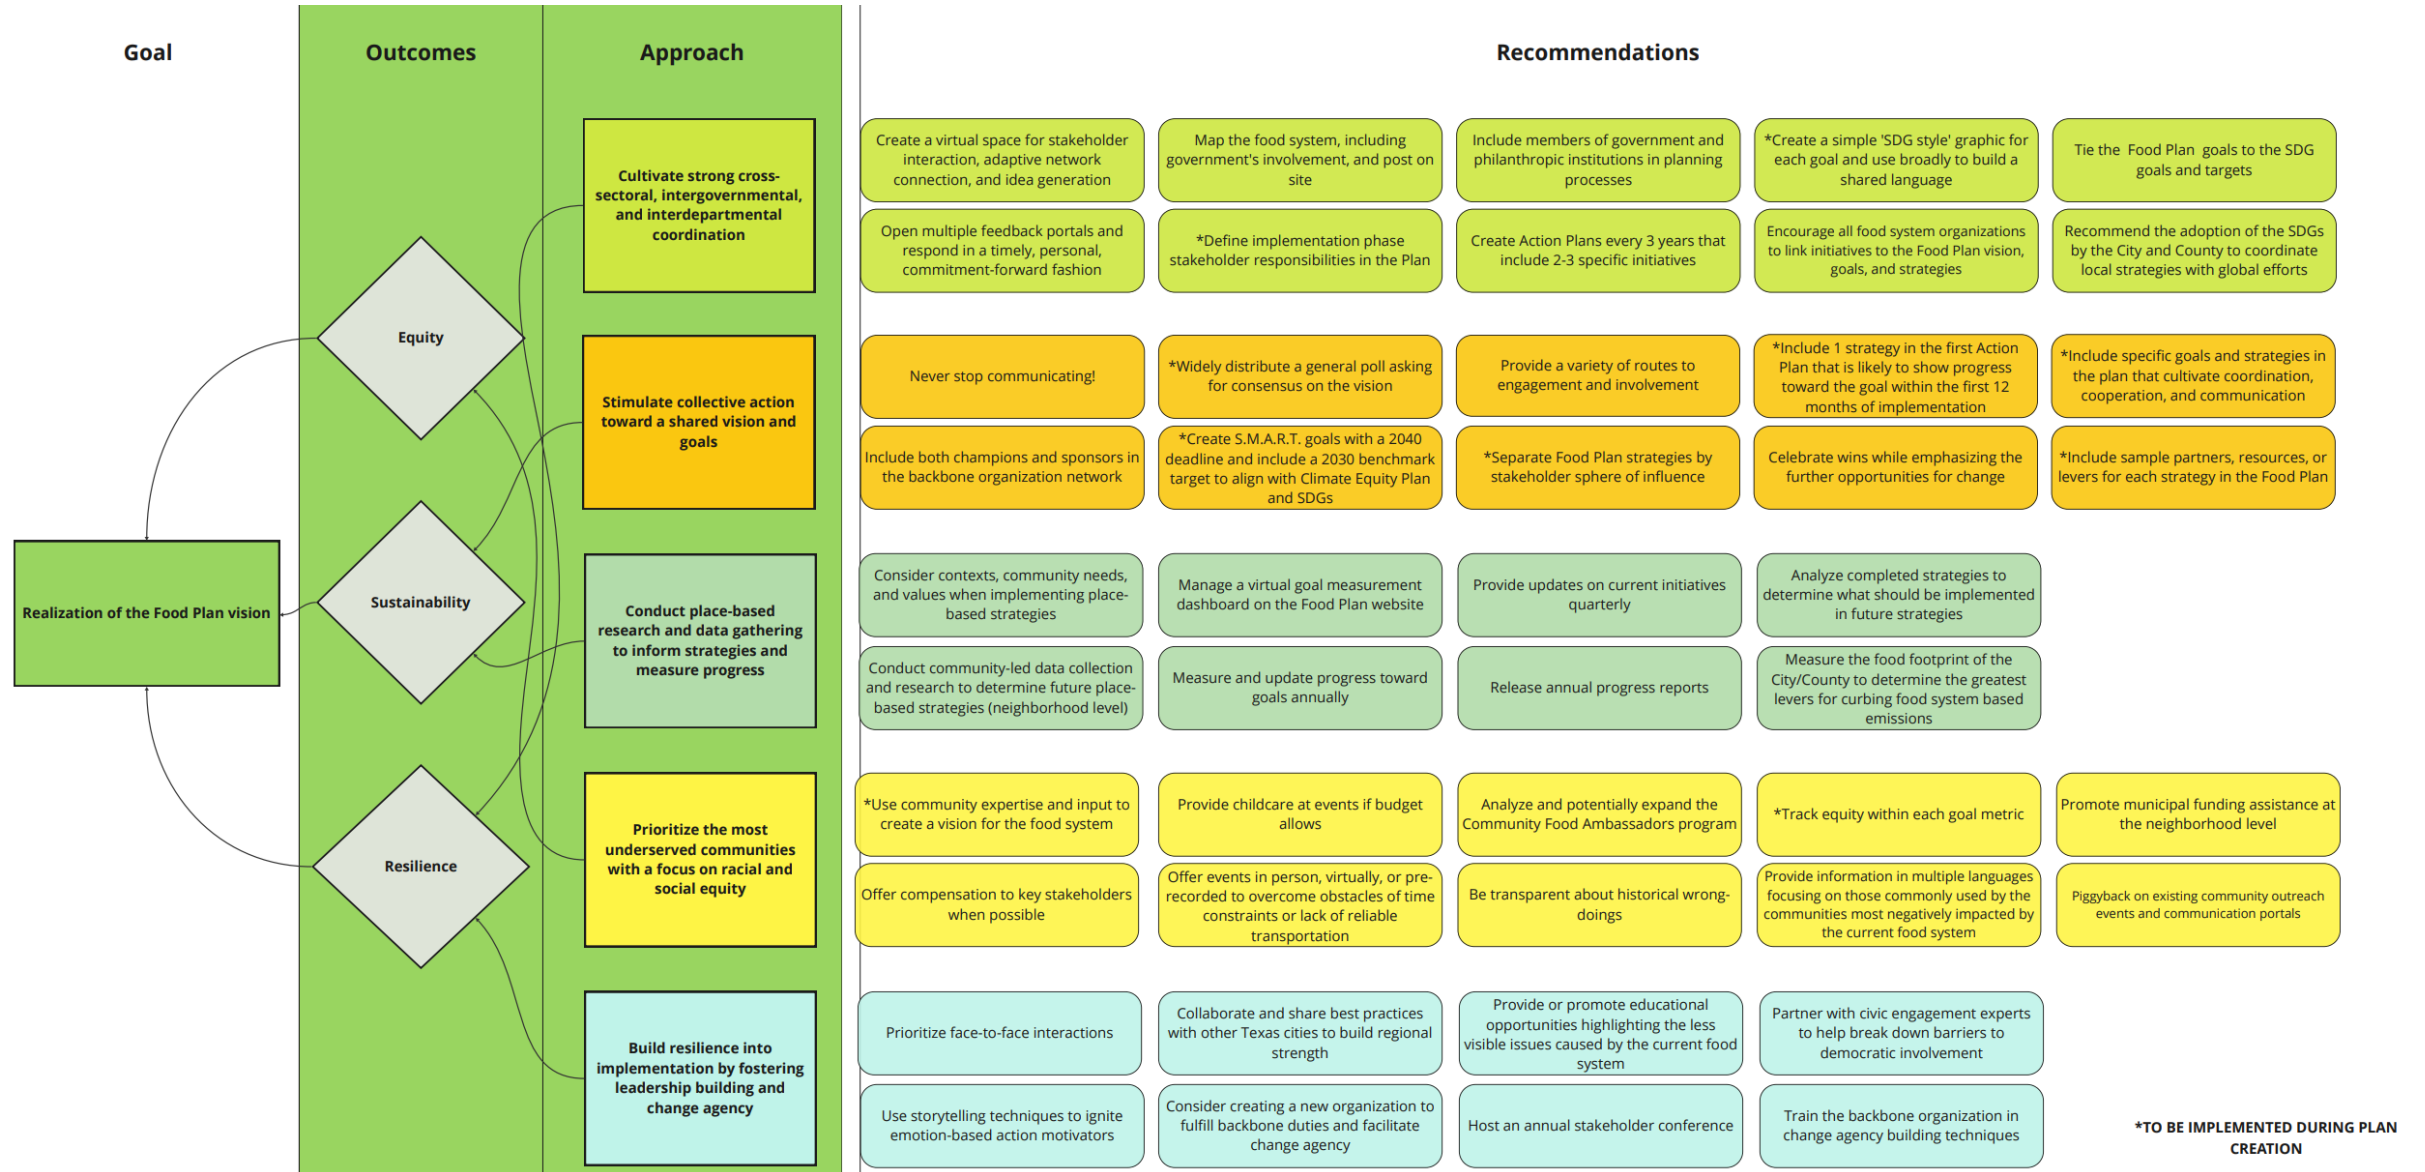 Goal
Outcomes
Approach
Recommendations
Cultivate strong cross-
sectoral, intergovernmental,
and interdepartmental
coordination
Create a virtual space for stakeholder
interaction, adaptive network
connection, and idea generation
Map the food system, including
government's involvement, and post on
site
Include members of government and
philanthropic institutions in planning
processes
*Create a simple 'SDG style' graphic for
each goal and use broadly to build a
shared language
Tie the  Food Plan  goals to the SDG
goals and targets
Open multiple feedback portals and
respond in a timely, personal,
commitment-forward fashion
*Define implementation phase
stakeholder responsibilities in the Plan
Create Action Plans every 3 years that
include 2-3 specific initiatives
Encourage all food system organizations
to link initiatives to the Food Plan vision,
goals, and strategies
Recommend the adoption of the SDGs
by the City and County to coordinate
local strategies with global efforts
Equity
Stimulate collective action
toward a shared vision and
goals
Never stop communicating!
*Widely distribute a general poll asking
for consensus on the vision
Provide a variety of routes to
engagement and involvement
*Include 1 strategy in the first Action
Plan that is likely to show progress
toward the goal within the first 12
months of implementation
*Include specific goals and strategies in
the plan that cultivate coordination,
cooperation, and communication
Include both champions and sponsors in
the backbone organization network
*Create S.M.A.R.T. goals with a 2040
deadline and include a 2030 benchmark
target to align with Climate Equity Plan
and SDGs
*Separate Food Plan strategies by
stakeholder sphere of influence
Celebrate wins while emphasizing the
further opportunities for change
*Include sample partners, resources, or
levers for each strategy in the Food Plan
Realization of the Food Plan vision
Sustainability
Conduct place-based
research and data gathering
to inform strategies and
measure progress
Consider contexts, community needs,
and values when implementing place-
based strategies
Manage a virtual goal measurement
dashboard on the Food Plan website
Provide updates on current initiatives
quarterly
Analyze completed strategies to
determine what should be implemented
in future strategies
Conduct community-led data collection
and research to determine future place-
based strategies (neighborhood level)
Measure and update progress toward
goals annually
Release annual progress reports
Measure the food footprint of the
City/County to determine the greatest
levers for curbing food system based
emissions
Resilience
Prioritize the most
underserved communities
with a focus on racial and
social equity
*Use community expertise and input to
create a vision for the food system
Provide childcare at events if budget
allows
Analyze and potentially expand the
Community Food Ambassadors program
*Track equity within each goal metric
Promote municipal funding assistance at
the neighborhood level
Offer compensation to key stakeholders
when possible
Offer events in person, virtually, or pre-
recorded to overcome obstacles of time
constraints or lack of reliable
transportation
Be transparent about historical wrong-
doings
Provide information in multiple languages
focusing on those commonly used by the
communities most negatively impacted by
the current food system
Piggyback on existing community outreach
events and communication portals
Build resilience into
implementation by fostering
leadership building and
change agency
Prioritize face-to-face interactions
Collaborate and share best practices
with other Texas cities to build regional
strength
Provide or promote educational
opportunities highlighting the less
visible issues caused by the current food
system
Partner with civic engagement experts
to help break down barriers to
democratic involvement
Use storytelling techniques to ignite
emotion-based action motivators
Consider creating a new organization to
fulfill backbone duties and facilitate
change agency
Host an annual stakeholder conference
Train the backbone organization in
change agency building techniques
*TO BE IMPLEMENTED DURING PLAN
CREATION